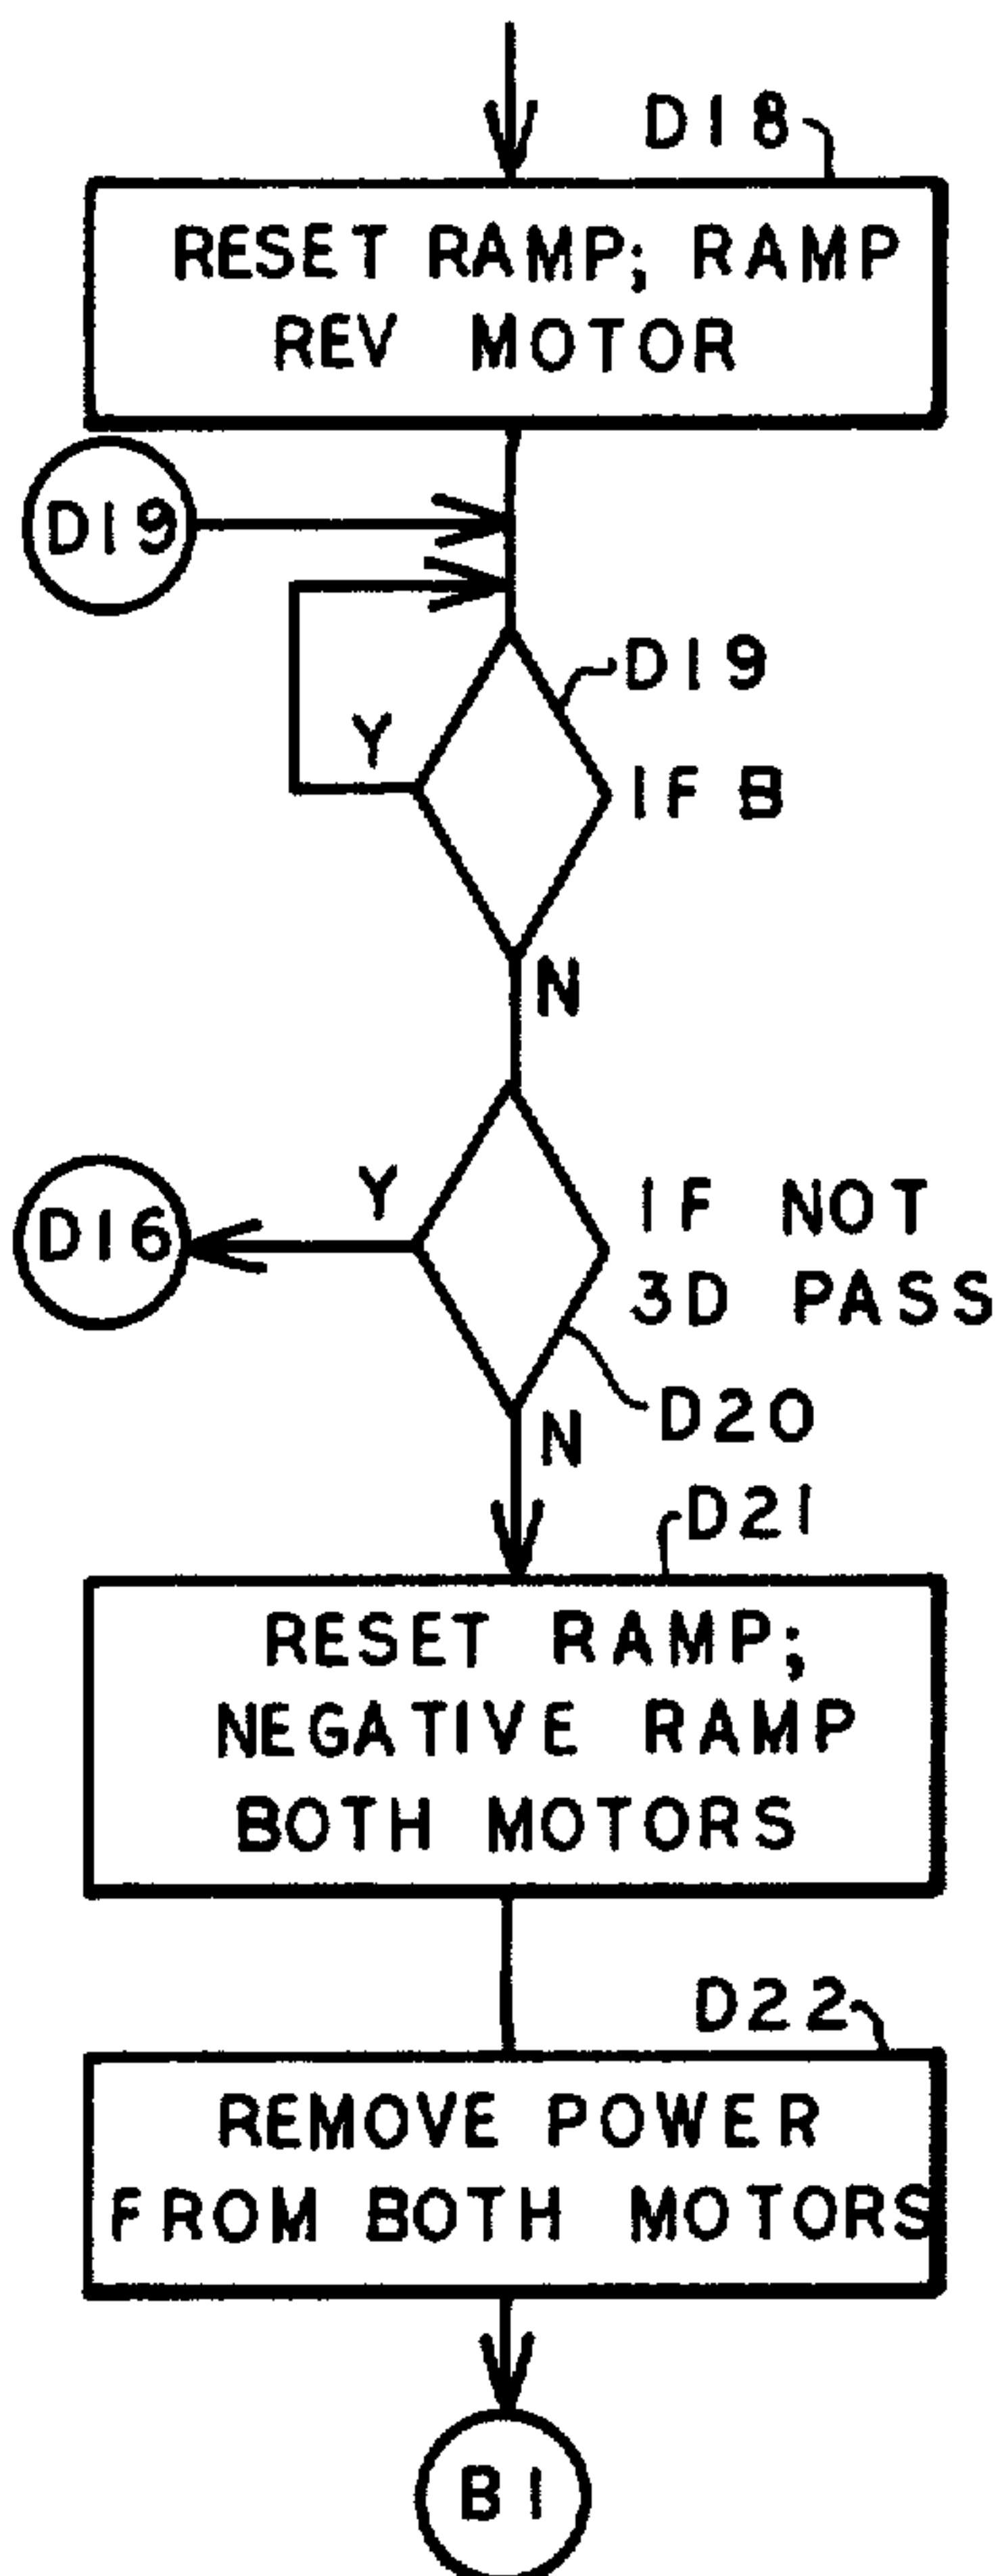 D18
RESET RAMP; RAMP
REV MOTOR
D19
D19
Y
IF B
N
Y
IF NOT
D16
3D PASS
D20
N
D21
RESET RAMP;
NEGATIVE RAMP
BOTH MOTORS
D22
REMOVE POWER
FROM BOTH MOTORS
B1